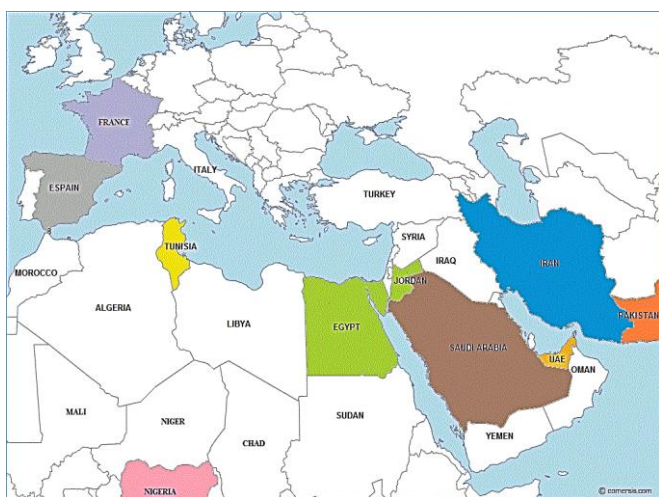 FRANCE
ITALY
ESPAIN
TURKEY
TUNISIA
SYRIA
MOROCCO
IRAQ
IRAN
JORDAN
ALGERIA
LIBYA
EGYPT
PAKISTAN
SAUDI ARABIA
UAE
OMAN
MALI
NIGER
SUDAN
CHAD
YEMEN
NIGERIA
© comersis.com